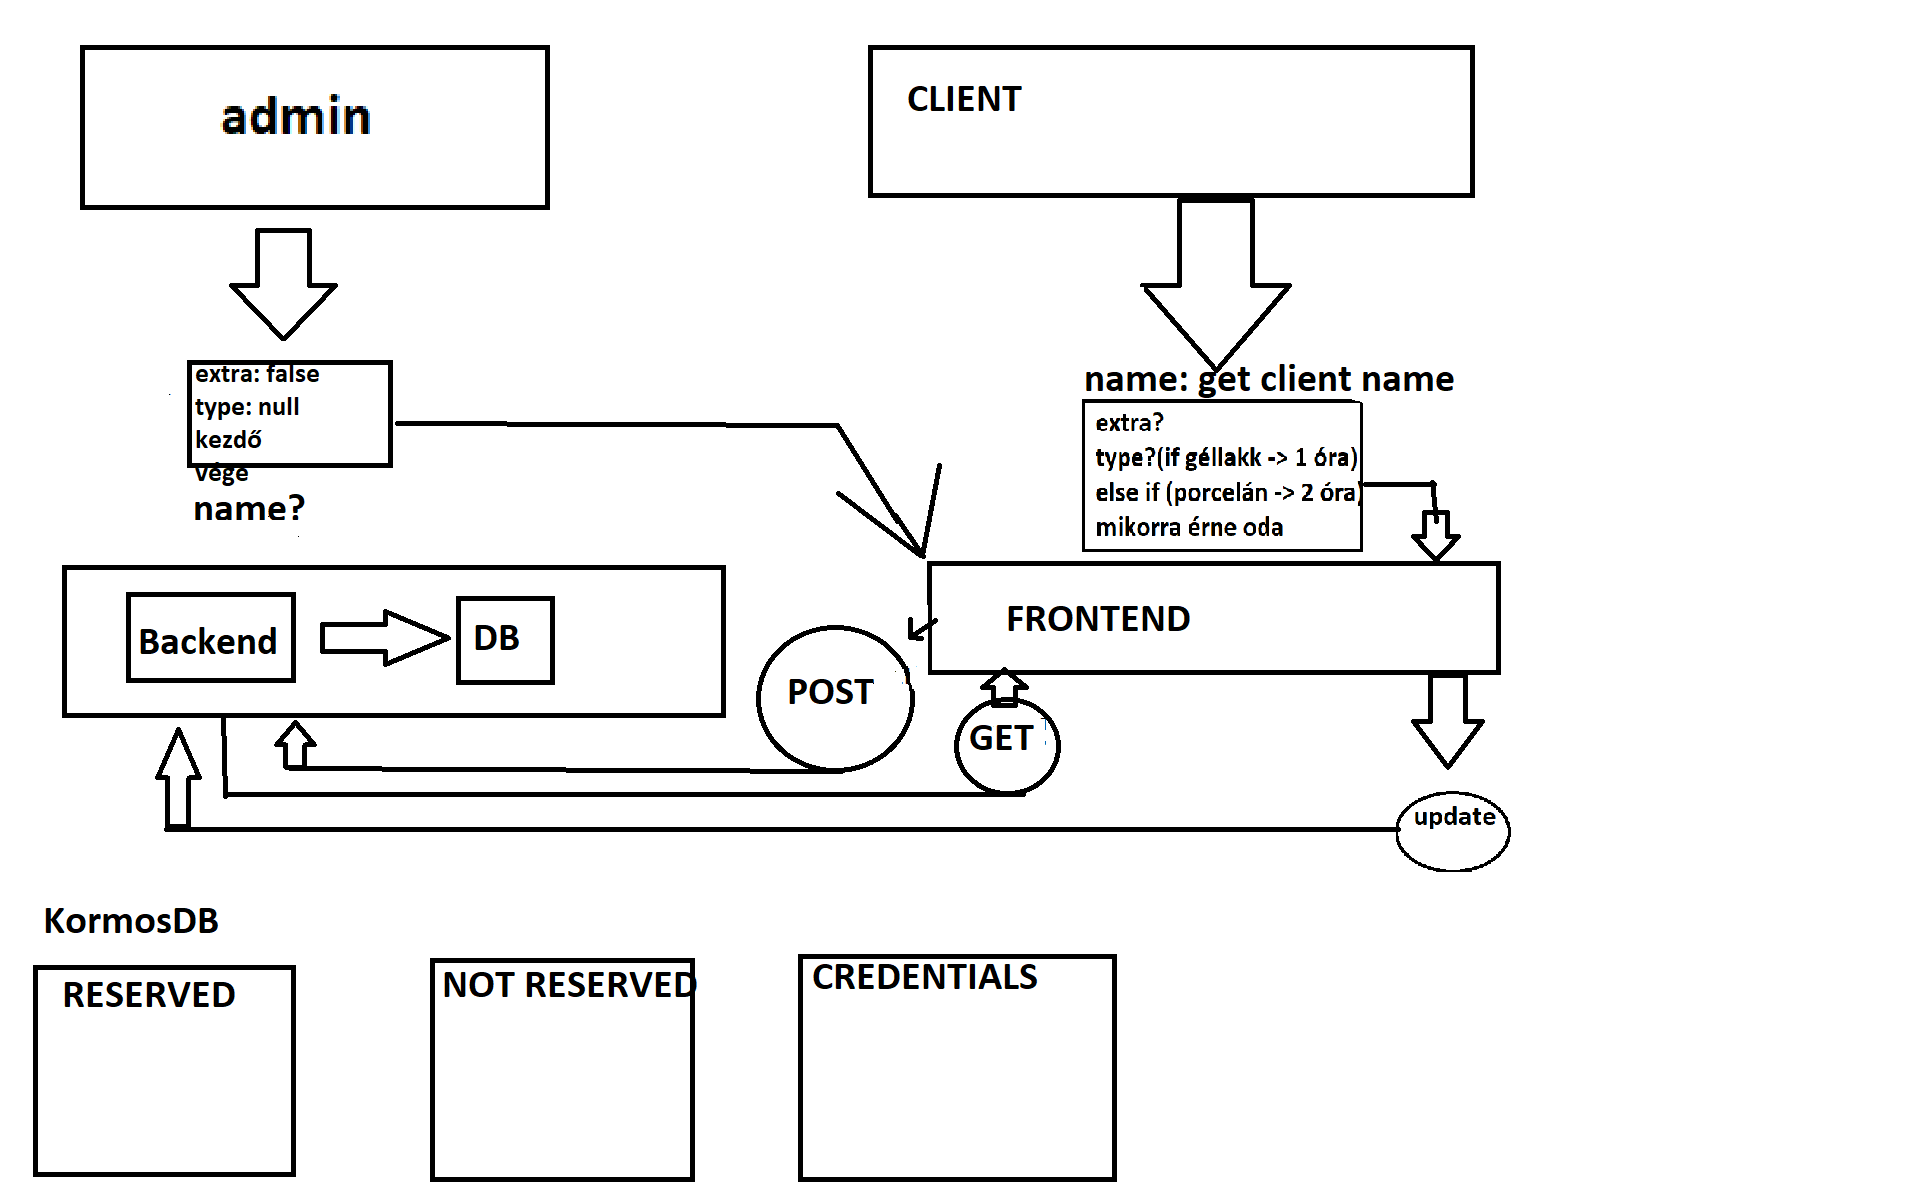 admin
CLIENT
extra: false
type: null
kezdő
vége
name?
name: get client name
extra?
type?(if géllakk -> 1 óra)
else if (porcelán -> 2 óra)
mikorra érne oda
Backend
DB
POST
FRONTEND
GET
update
KormosDB
RESERVED
NOT RESERVED
CREDENTIALS